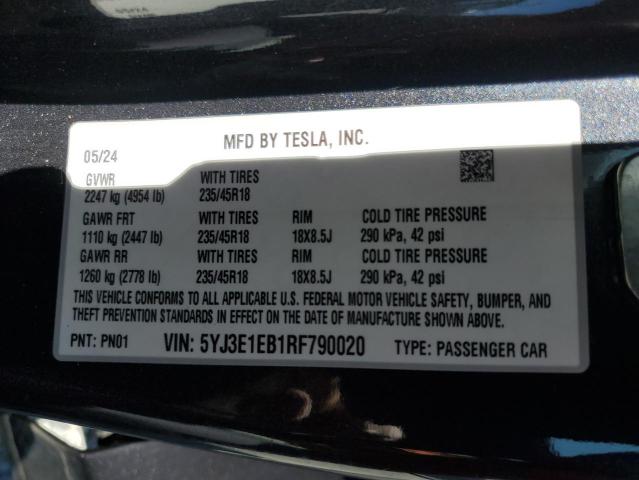 05/24 MFD BY TESLA, INC.
GVWR WITH TIRES
2247 kg (4954 lb) 235/45R18
GAWR FRT WITH TIRES RIM COLD TIRE PRESSURE
1110 kg (2447 lb) 235/45R18 18X8.5J 290 kPa, 42 psi
GAWR RR WITH TIRES RIM COLD TIRE PRESSURE
1260 kg (2778 lb) 235/45R18 18X8.5J 290 kPa, 42 psi
THIS VEHICLE CONFORMS TO ALL APPLICABLE U.S. FEDERAL MOTOR VEHICLE SAFETY, BUMPER, AND
THEFT PREVENTION STANDARDS IN EFFECT ON THE DATE OF MANUFACTURE SHOWN ABOVE.
PNT: PN01 VIN: 5YJ3E1EB1RF790020 TYPE: PASSENGER CAR